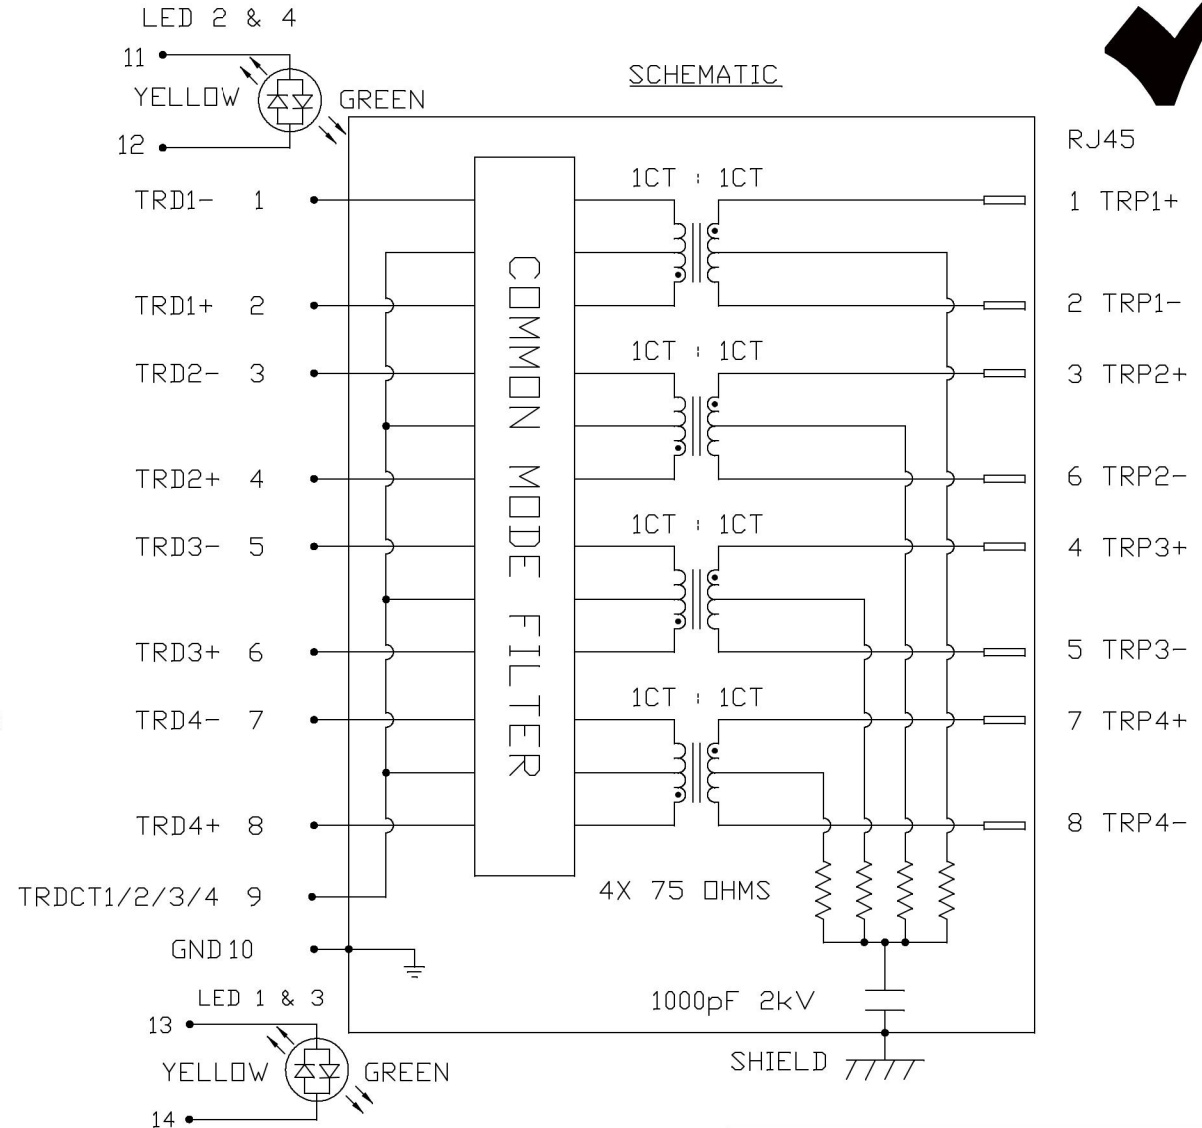 LED 2 & 4
11
YELLOW
GREEN
12
SCHEMATIC
RJ45
1CT : 1CT
TRD1- 1
1 TRP1+
TRD1+ 2
2 TRP1-
1CT : 1CT
TRD2- 3
3 TRP2+
TRD2+ 4
6 TRP2-
1CT : 1CT
TRD3- 5
4 TRP3+
TRD3+ 6
5 TRP3-
1CT : 1CT
TRD4- 7
7 TRP4+
TRD4+ 8
8 TRP4-
COMMON MODE FILTER
TRDCT1/2/3/4 9
4X 75 OHMS
GND 10
LED 1 & 3
1000pF 2kV
13
YELLOW
GREEN
SHIELD
14